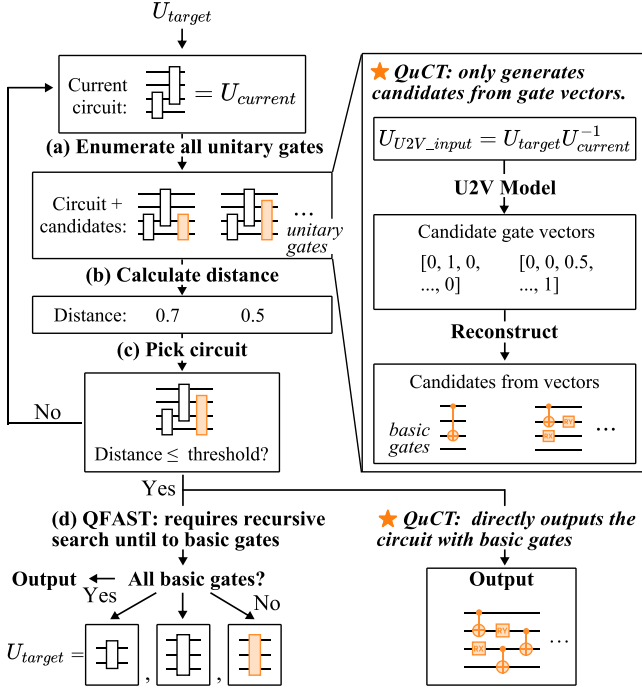 U_target
Current
circuit:
= U_current
(a) Enumerate all unitary gates
Circuit +
candidates:
...
unitary
gates
(b) Calculate distance
Distance: 0.7 0.5
(c) Pick circuit
No
Distance ≤ threshold?
Yes
(d) QFAST: requires recursive
search until to basic gates
Output
Yes
All basic gates?
No
U_target =
, ,
★ QuCT: only generates
candidates from gate vectors.
U_U2V_input = U_target U_current^-1
U2V Model
Candidate gate vectors
[0, 1, 0, [0, 0, 0.5,
..., 0] ..., 1]
Reconstruct
Candidates from vectors
basic
gates
RY
RX
...
★ QuCT: directly outputs the
circuit with basic gates
Output
RY
RX
...